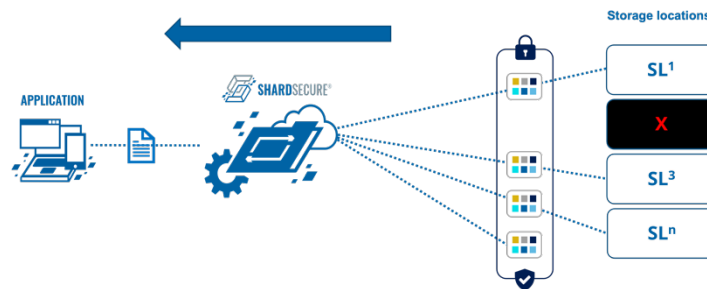 Storage locations
SHARDSECURE®
SL¹
APPLICATION
X
SL³
SLⁿ